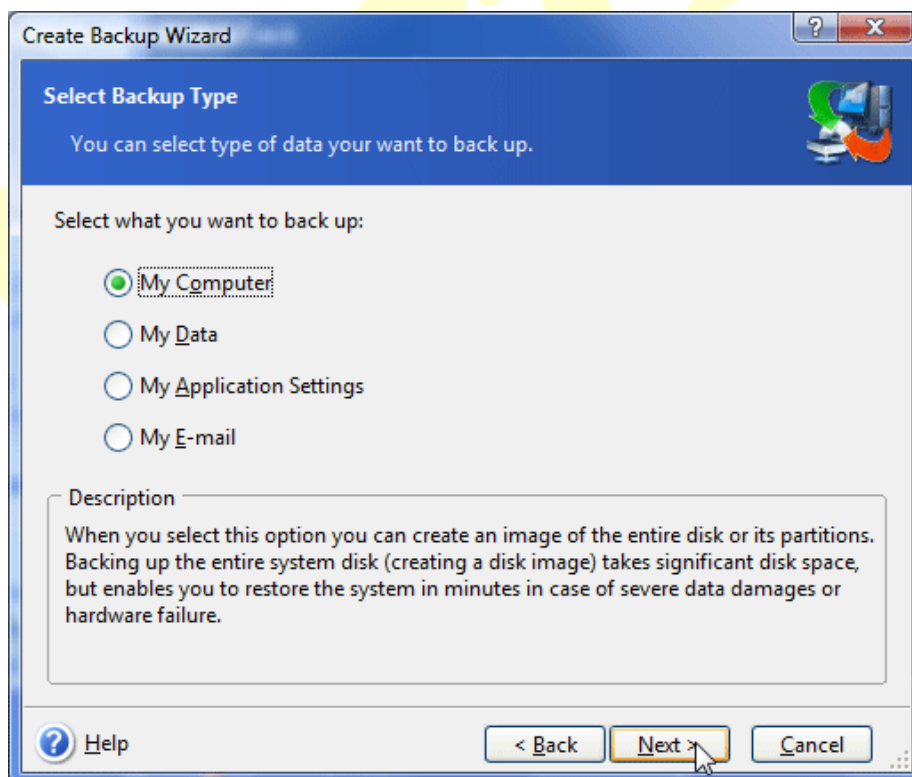 Create Backup Wizard
Select Backup Type
You can select type of data your want to back up.
Select what you want to back up:
My Computer
My Data
My Application Settings
My E-mail
Description
When you select this option you can create an image of the entire disk or its partitions.
Backing up the entire system disk (creating a disk image) takes significant disk space,
but enables you to restore the system in minutes in case of severe data damages or
hardware failure.
Help
< Back
Next >
Cancel